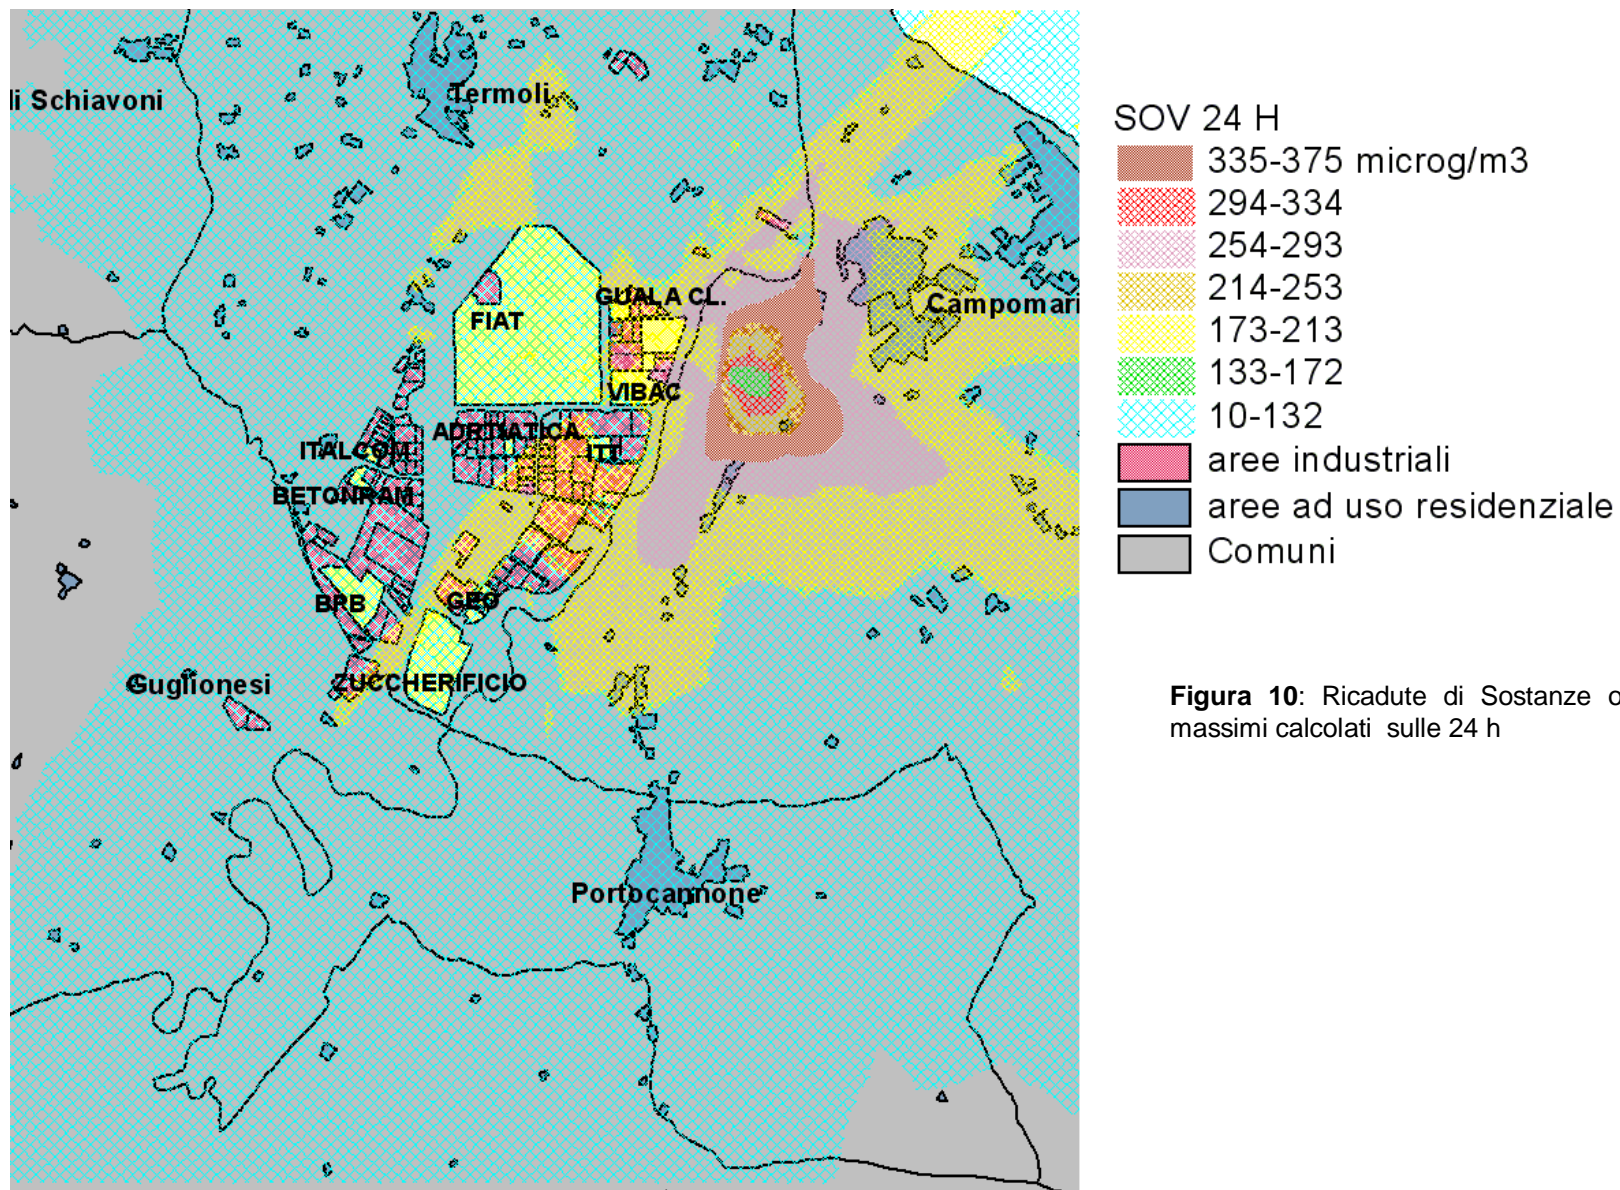 li Schiavoni
Termoli
Campomari
GUALA CL.
FIAT
VIBAC
ADRTIATICA
ITT
ITALCOM
BETONRAM
BPB
GEO
ZUCCHERIFICIO
Guglionesi
Portocannone
SOV 24 H
335-375 microg/m3
294-334
254-293
214-253
173-213
133-172
10-132
aree industriali
aree ad uso residenziale
Comuni
Figura 10: Ricadute di Sostanze o
massimi calcolati sulle 24 h